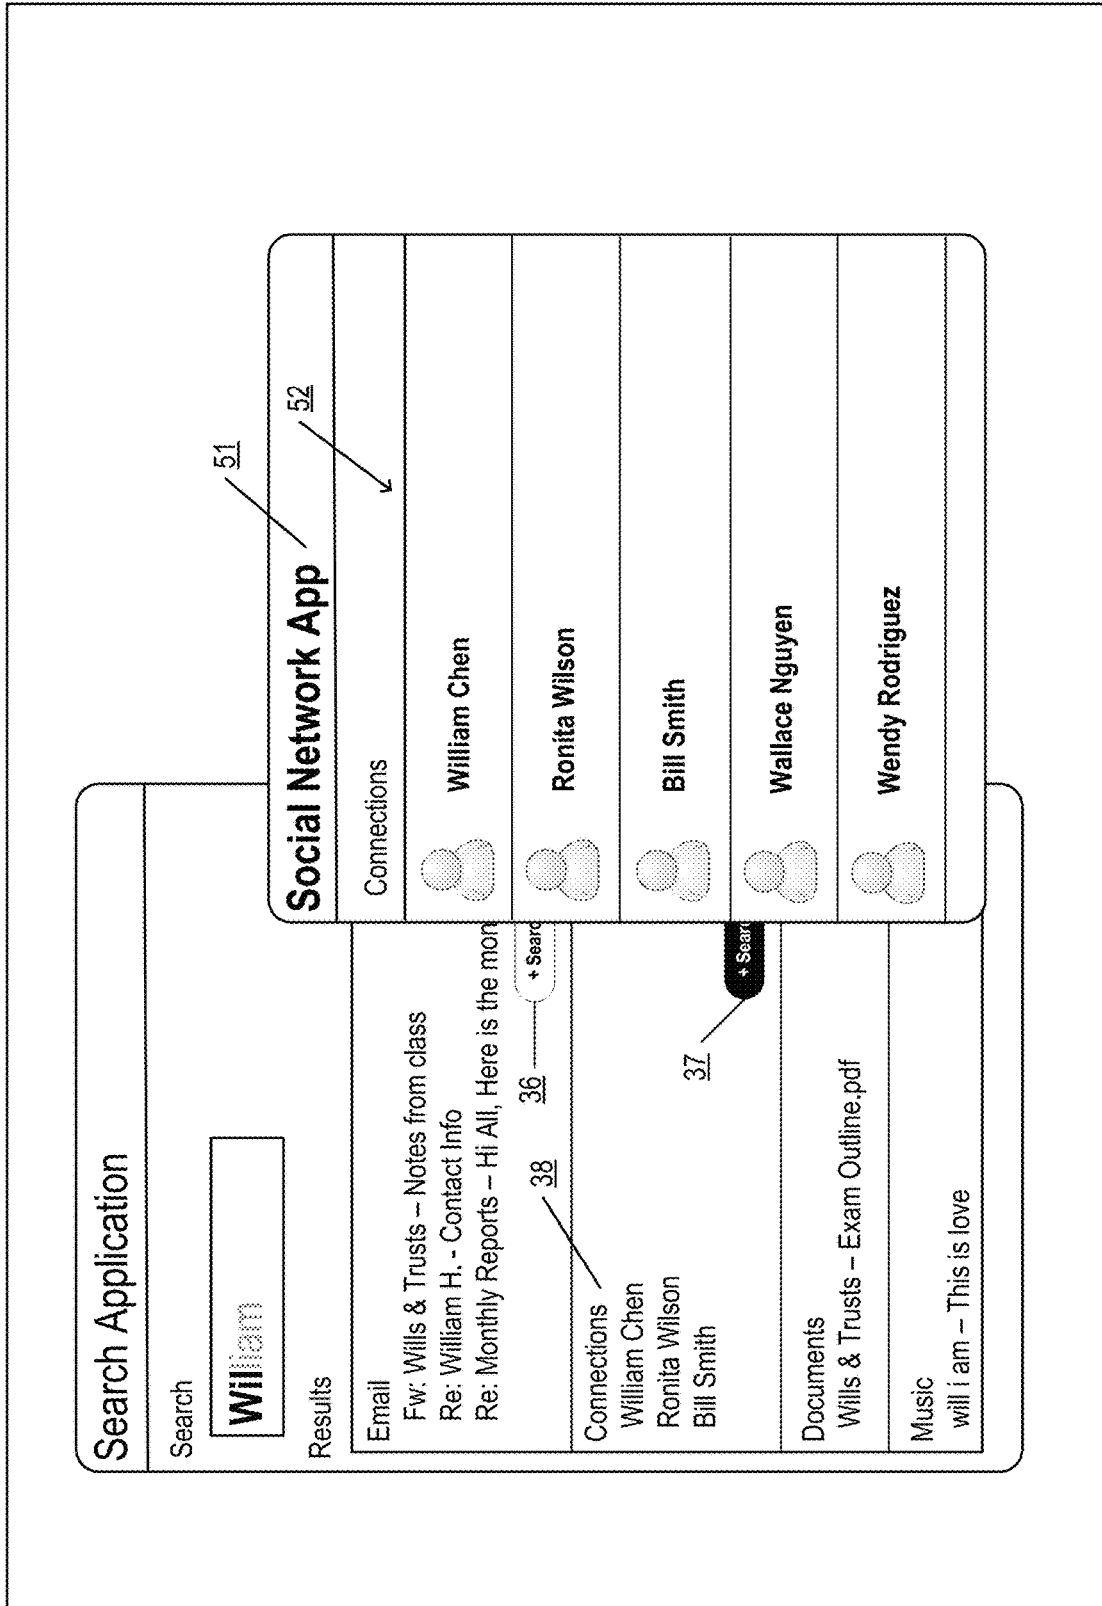 Search Application
Search
William
Results
Email
Fw: Wills & Trusts – Notes from class
Re: William H. - Contact Info
Re: Monthly Reports – Hi All, Here is the mon
36
+ Searc
38
Connections
William Chen
Ronita Wilson
Bill Smith
37
+ Sear
Documents
Wills & Trusts – Exam Outline.pdf
Music
will i am – This is love
51
Social Network App
52
Connections
William Chen
Ronita Wilson
Bill Smith
Wallace Nguyen
Wendy Rodriguez